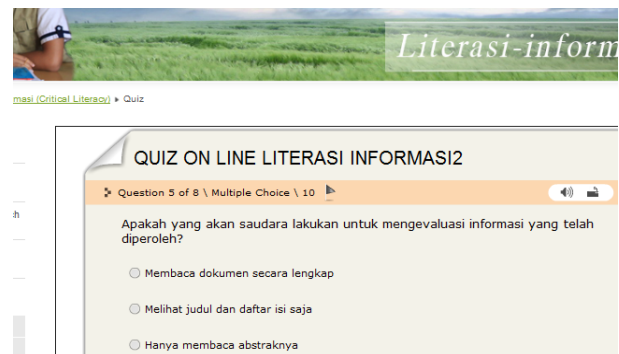 Literasi-inform
masi (Critical Literacy) ▸ Quiz
QUIZ ON LINE LITERASI INFORMASI2
Question 5 of 8 \ Multiple Choice \ 10
Apakah yang akan saudara lakukan untuk mengevaluasi informasi yang telah
diperoleh?
Membaca dokumen secara lengkap
Melihat judul dan daftar isi saja
Hanya membaca abstraknya